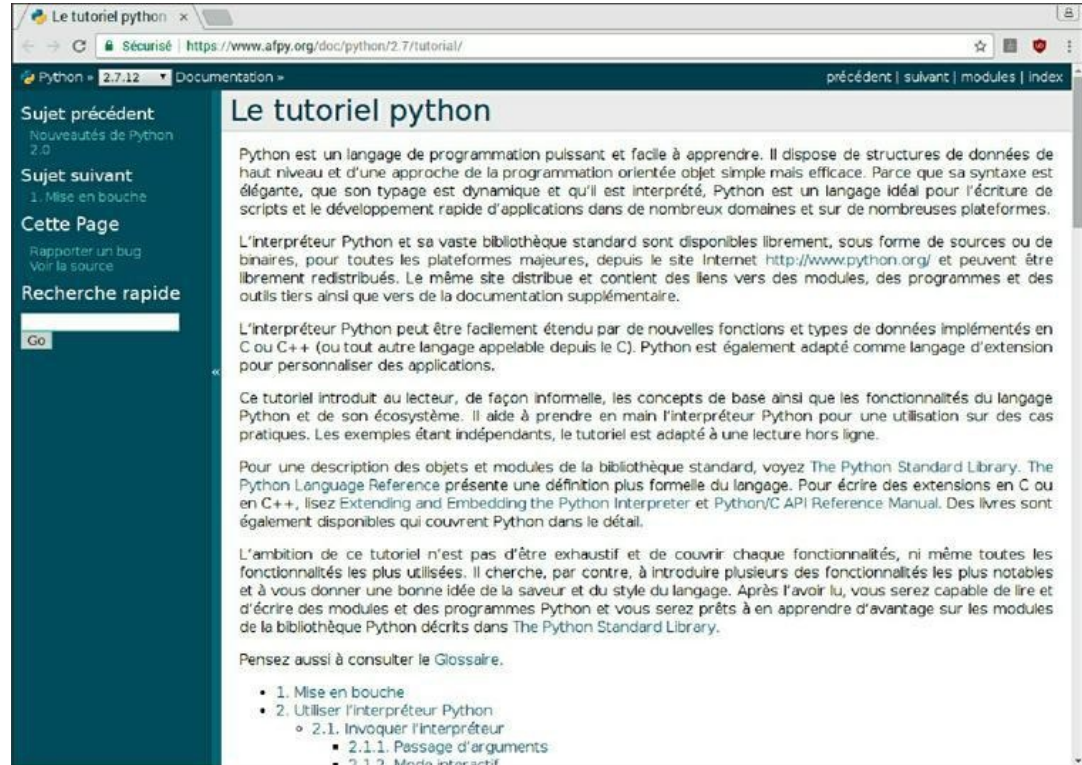 Le tutoriel python
Sécurisé | https://www.afpy.org/doc/python/2.7/tutorial/
Python » 2.7.12 Documentation »
précédent | suivant | modules | index
Sujet précédent
Nouveautés de Python
2.0
Sujet suivant
1. Mise en bouche
Cette Page
Rapporter un bug
Voir la source
Recherche rapide
Go
«
Le tutoriel python
Python est un langage de programmation puissant et facile à apprendre. Il dispose de structures de données de
haut niveau et d'une approche de la programmation orientée objet simple mais efficace. Parce que sa syntaxe est
élégante, que son typage est dynamique et qu'il est interprété, Python est un langage idéal pour l'écriture de
scripts et le développement rapide d'applications dans de nombreux domaines et sur de nombreuses plateformes.
L'interpréteur Python et sa vaste bibliothèque standard sont disponibles librement, sous forme de sources ou de
binaires, pour toutes les plateformes majeures, depuis le site Internet http://www.python.org/ et peuvent être
librement redistribués. Le même site distribue et contient des liens vers des modules, des programmes et des
outils tiers ainsi que vers de la documentation supplémentaire.
L'interpréteur Python peut être facilement étendu par de nouvelles fonctions et types de données implémentés en
C ou C++ (ou tout autre langage appelable depuis le C). Python est également adapté comme langage d'extension
pour personnaliser des applications.
Ce tutoriel introduit au lecteur, de façon informelle, les concepts de base ainsi que les fonctionnalités du langage
Python et de son écosystème. Il aide à prendre en main l'interpréteur Python pour une utilisation sur des cas
pratiques. Les exemples étant indépendants, le tutoriel est adapté à une lecture hors ligne.
Pour une description des objets et modules de la bibliothèque standard, voyez The Python Standard Library. The
Python Language Reference présente une définition plus formelle du langage. Pour écrire des extensions en C ou
en C++, lisez Extending and Embedding the Python Interpreter et Python/C API Reference Manual. Des livres sont
également disponibles qui couvrent Python dans le détail.
L'ambition de ce tutoriel n'est pas d'être exhaustif et de couvrir chaque fonctionnalités, ni même toutes les
fonctionnalités les plus utilisées. Il cherche, par contre, à introduire plusieurs des fonctionnalités les plus notables
et à vous donner une bonne idée de la saveur et du style du langage. Après l'avoir lu, vous serez capable de lire et
d'écrire des modules et des programmes Python et vous serez prêts à en apprendre d'avantage sur les modules
de la bibliothèque Python décrits dans The Python Standard Library.
Pensez aussi à consulter le Glossaire.
• 1. Mise en bouche
• 2. Utiliser l'interpréteur Python
◦ 2.1. Invoquer l'interpréteur
▪ 2.1.1. Passage d'arguments
▪ 2.1.2. Mode interactif